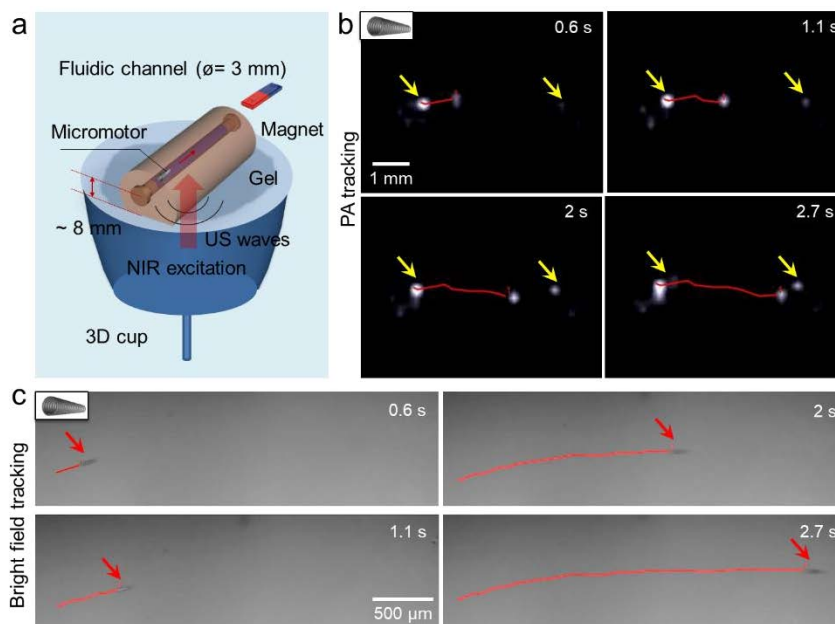 a
Fluidic channel (ø= 3 mm)
Micromotor
Magnet
Gel
~ 8 mm
US waves
NIR excitation
3D cup
b
PA tracking
0.6 s
1.1 s
1 mm
2 s
2.7 s
c
Bright field tracking
0.6 s
2 s
1.1 s
500 µm
2.7 s